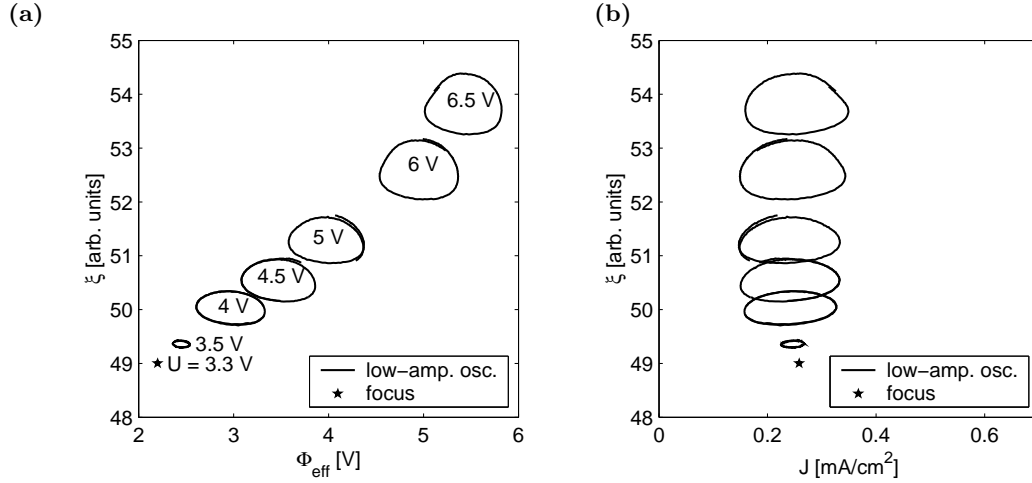 (a)
55
54
53
52
51
50
49
48
ξ [arb. units]
6.5 V
6 V
5 V
4.5 V
4 V
3.5 V
U = 3.3 V
low−amp. osc.
focus
2 3 4 5 6
Φeff [V]
(b)
55
54
53
52
51
50
49
48
ξ [arb. units]
low−amp. osc.
focus
0 0.2 0.4 0.6
J [mA/cm²]